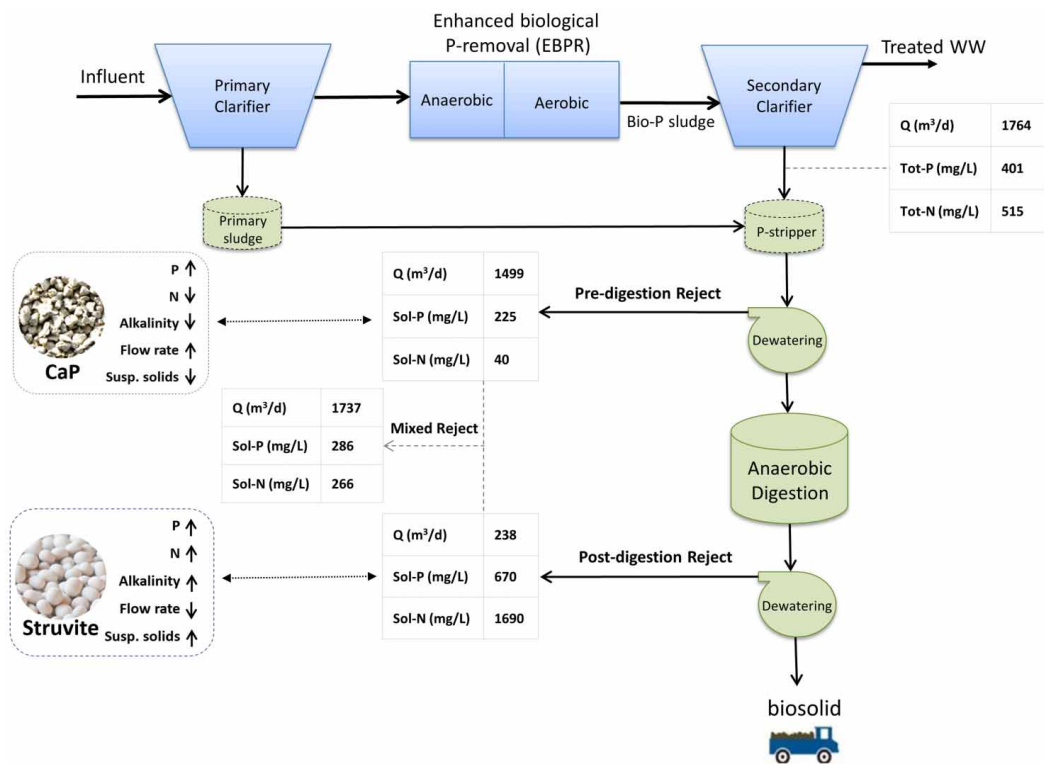 Enhanced biological
P-removal (EBPR)
Treated WW
Influent
Primary
Clarifier
Anaerobic
Aerobic
Secondary
Clarifier
Bio-P sludge
Q (m³/d) 1764
Tot-P (mg/L) 401
Tot-N (mg/L) 515
Primary
sludge
P-stripper
P ↑
N ↓
Alkalinity ↓
Flow rate ↑
Susp. solids ↓
CaP
Q (m³/d) 1499
Sol-P (mg/L) 225
Sol-N (mg/L) 40
Pre-digestion Reject
Dewatering
Q (m³/d) 1737
Sol-P (mg/L) 286
Sol-N (mg/L) 266
Mixed Reject
Anaerobic
Digestion
P ↑
N ↑
Alkalinity ↑
Flow rate ↓
Susp. solids ↑
Struvite
Q (m³/d) 238
Sol-P (mg/L) 670
Sol-N (mg/L) 1690
Post-digestion Reject
Dewatering
biosolid